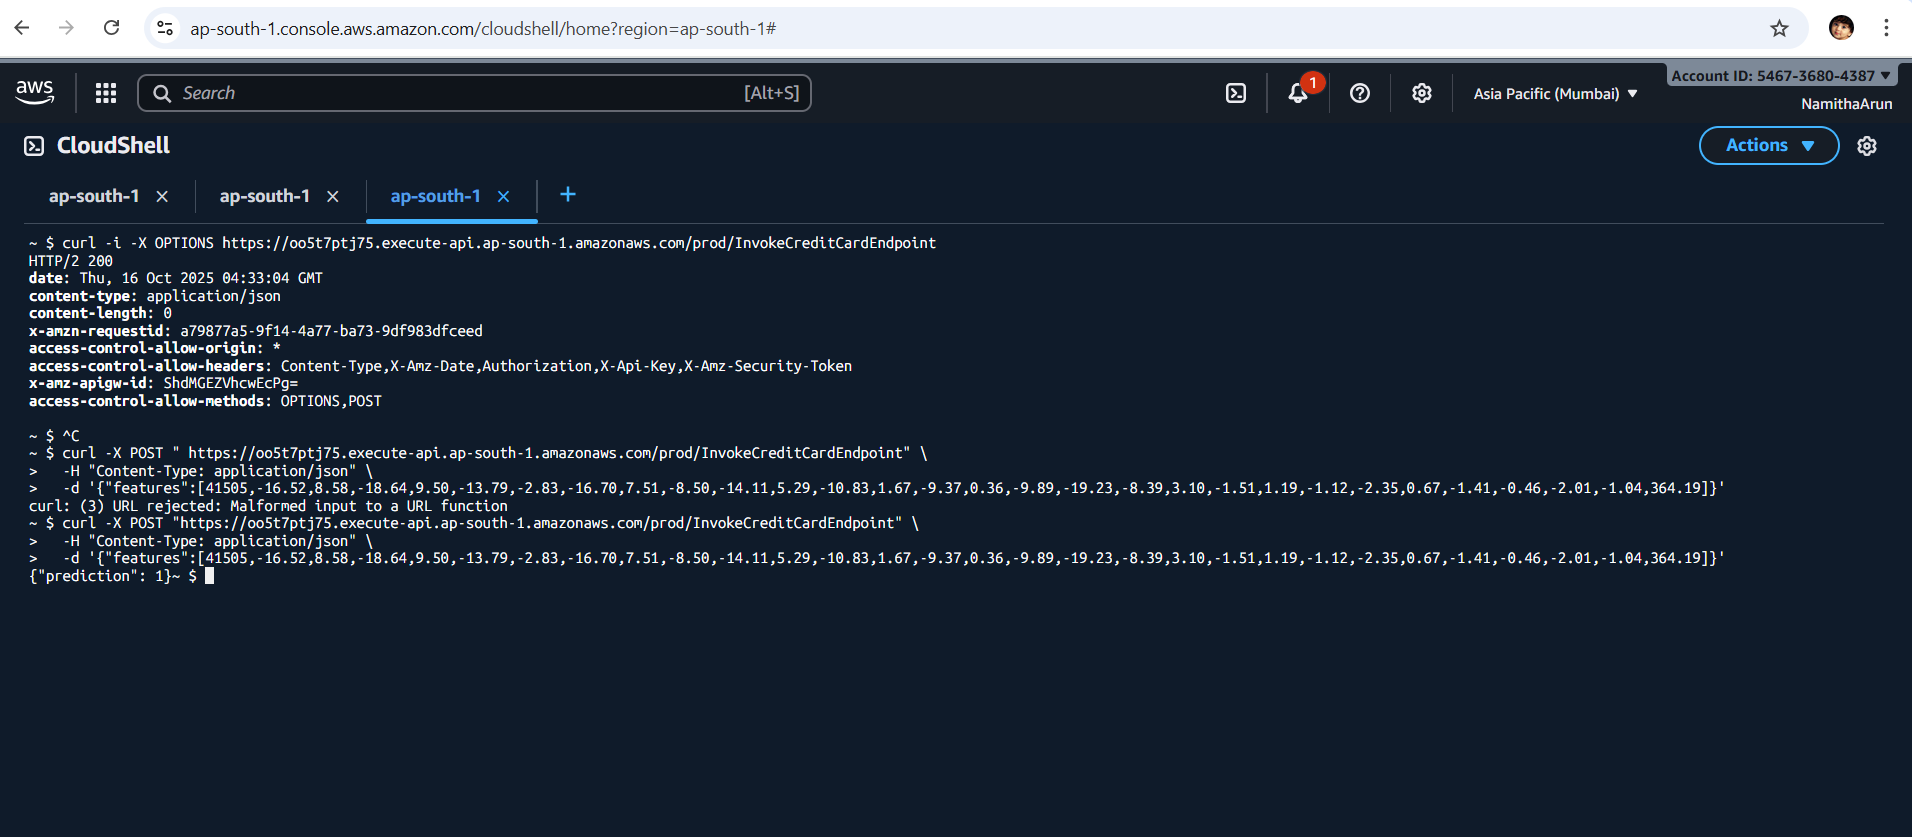 ap-south-1.console.aws.amazon.com/cloudshell/home?region=ap-south-1#
aws
Search
[Alt+S]
1
Asia Pacific (Mumbai)
Account ID: 5467-3680-4387
NamithaArun
CloudShell
Actions
ap-south-1
ap-south-1
ap-south-1
~ $ curl -i -X OPTIONS https://oo5t7ptj75.execute-api.ap-south-1.amazonaws.com/prod/InvokeCreditCardEndpoint
HTTP/2 200
date: Thu, 16 Oct 2025 04:33:04 GMT
content-type: application/json
content-length: 0
x-amzn-requestid: a79877a5-9f14-4a77-ba73-9df983dfceed
access-control-allow-origin: *
access-control-allow-headers: Content-Type,X-Amz-Date,Authorization,X-Api-Key,X-Amz-Security-Token
x-amz-apigw-id: ShdMGEZVhcwEcPg=
access-control-allow-methods: OPTIONS,POST
~ $ ^C
~ $ curl -X POST " https://oo5t7ptj75.execute-api.ap-south-1.amazonaws.com/prod/InvokeCreditCardEndpoint" \
>   -H "Content-Type: application/json" \
>   -d '{"features":[41505,-16.52,8.58,-18.64,9.50,-13.79,-2.83,-16.70,7.51,-8.50,-14.11,5.29,-10.83,1.67,-9.37,0.36,-9.89,-19.23,-8.39,3.10,-1.51,1.19,-1.12,-2.35,0.67,-1.41,-0.46,-2.01,-1.04,364.19]}'
curl: (3) URL rejected: Malformed input to a URL function
~ $ curl -X POST "https://oo5t7ptj75.execute-api.ap-south-1.amazonaws.com/prod/InvokeCreditCardEndpoint" \
>   -H "Content-Type: application/json" \
>   -d '{"features":[41505,-16.52,8.58,-18.64,9.50,-13.79,-2.83,-16.70,7.51,-8.50,-14.11,5.29,-10.83,1.67,-9.37,0.36,-9.89,-19.23,-8.39,3.10,-1.51,1.19,-1.12,-2.35,0.67,-1.41,-0.46,-2.01,-1.04,364.19]}'
{"prediction": 1}~ $